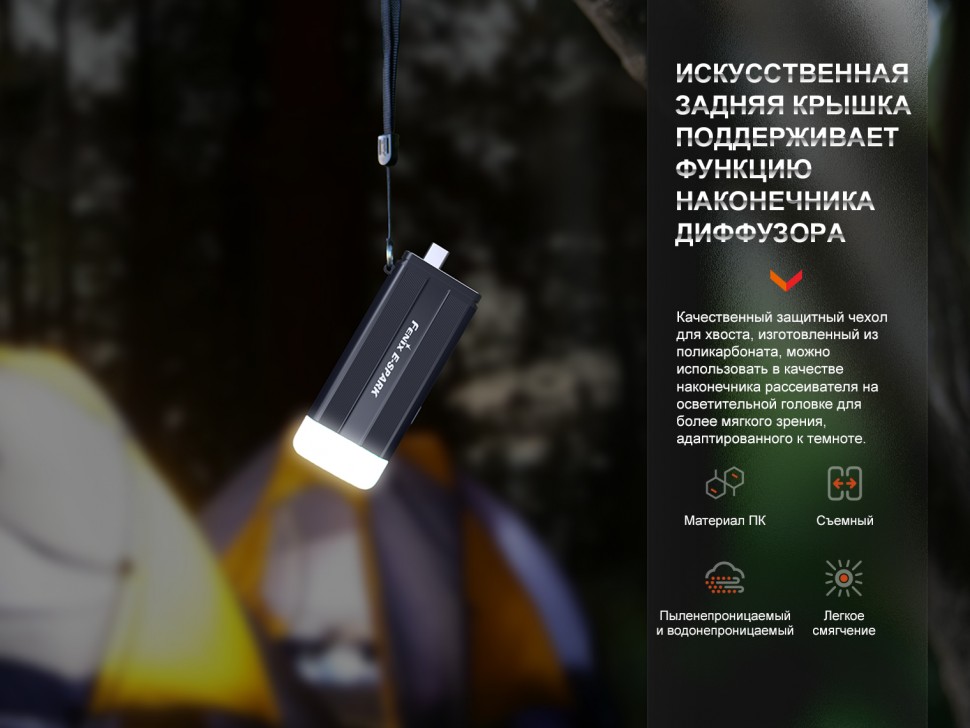 ИСКУССТВЕННАЯ
ЗАДНЯЯ КРЫШКА
ПОДДЕРЖИВАЕТ
ФУНКЦИЮ
НАКОНЕЧНИКА
ДИФФУЗОРА
Качественный защитный чехол
для хвоста, изготовленный из
поликарбоната, можно
использовать в качестве
наконечника рассеивателя на
осветительной головке для
более мягкого зрения,
адаптированного к темноте.
Материал ПК
Съемный
Пыленепроницаемый
и водонепроницаемый
Легкое
смягчение
FENIX E-SPARK